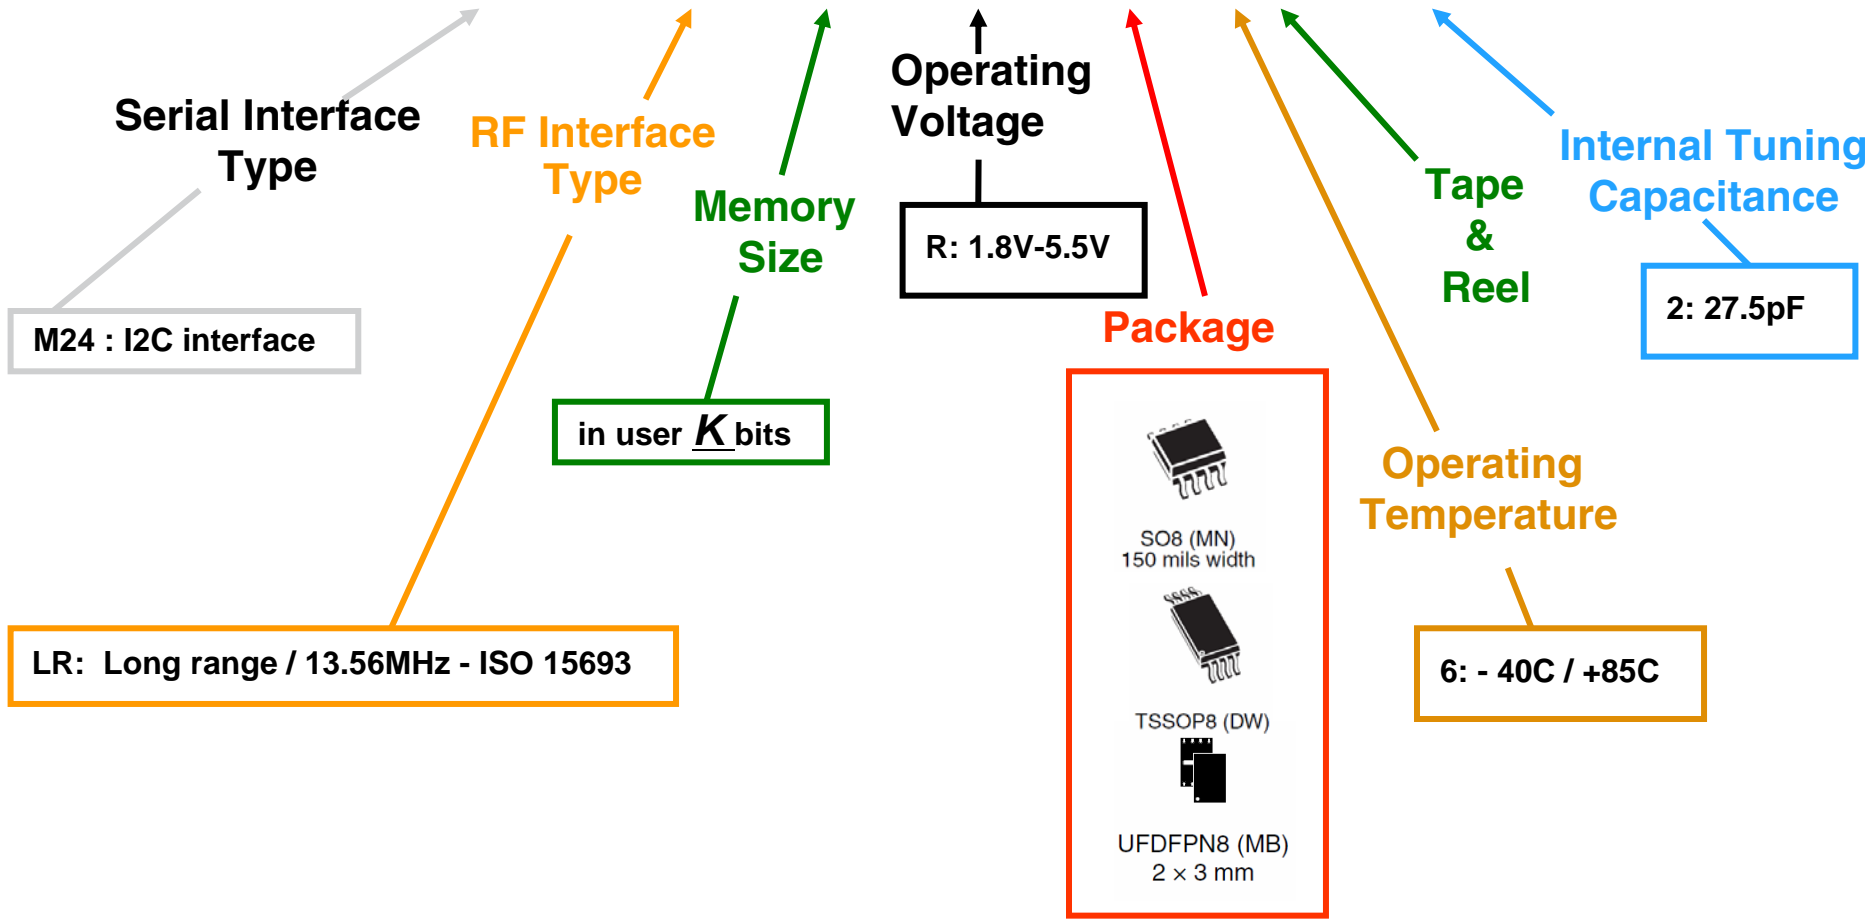 Serial Interface
Type
M24 : I2C interface
RF Interface
Type
LR:  Long range / 13.56MHz - ISO 15693
Memory
Size
in user K bits
Operating
Voltage
R: 1.8V-5.5V
Package
SO8 (MN)
150 mils width
TSSOP8 (DW)
UFDFPN8 (MB)
2 × 3 mm
Operating
Temperature
6: - 40C / +85C
Tape
&
Reel
Internal Tuning
Capacitance
2: 27.5pF